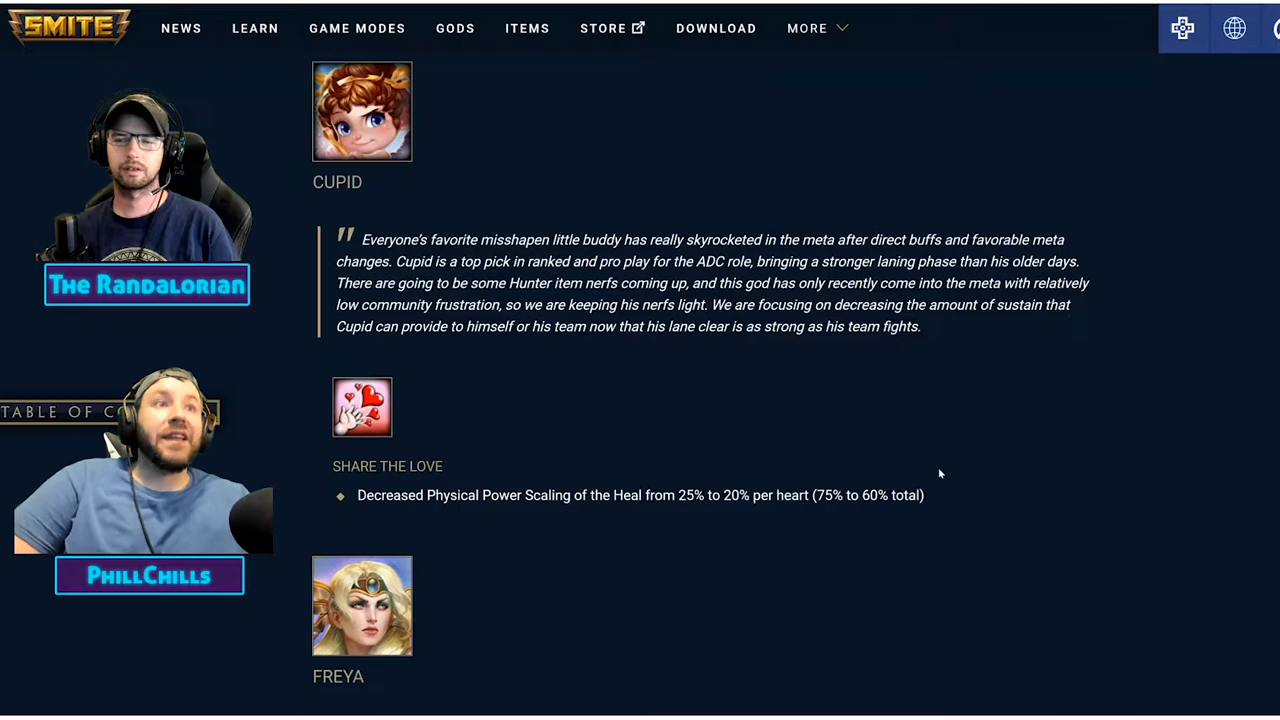 SMITE
NEWS LEARN GAME MODES GODS ITEMS STORE DOWNLOAD MORE
CUPID
" Everyone's favorite misshapen little buddy has really skyrocketed in the meta after direct buffs and favorable meta
changes. Cupid is a top pick in ranked and pro play for the ADC role, bringing a stronger laning phase than his older days.
There are going to be some Hunter item nerfs coming up, and this god has only recently come into the meta with relatively
low community frustration, so we are keeping his nerfs light. We are focusing on decreasing the amount of sustain that
Cupid can provide to himself or his team now that his lane clear is as strong as his team fights.
The Randalorian
TABLE OF
SHARE THE LOVE
Decreased Physical Power Scaling of the Heal from 25% to 20% per heart (75% to 60% total)
PhillChills
FREYA